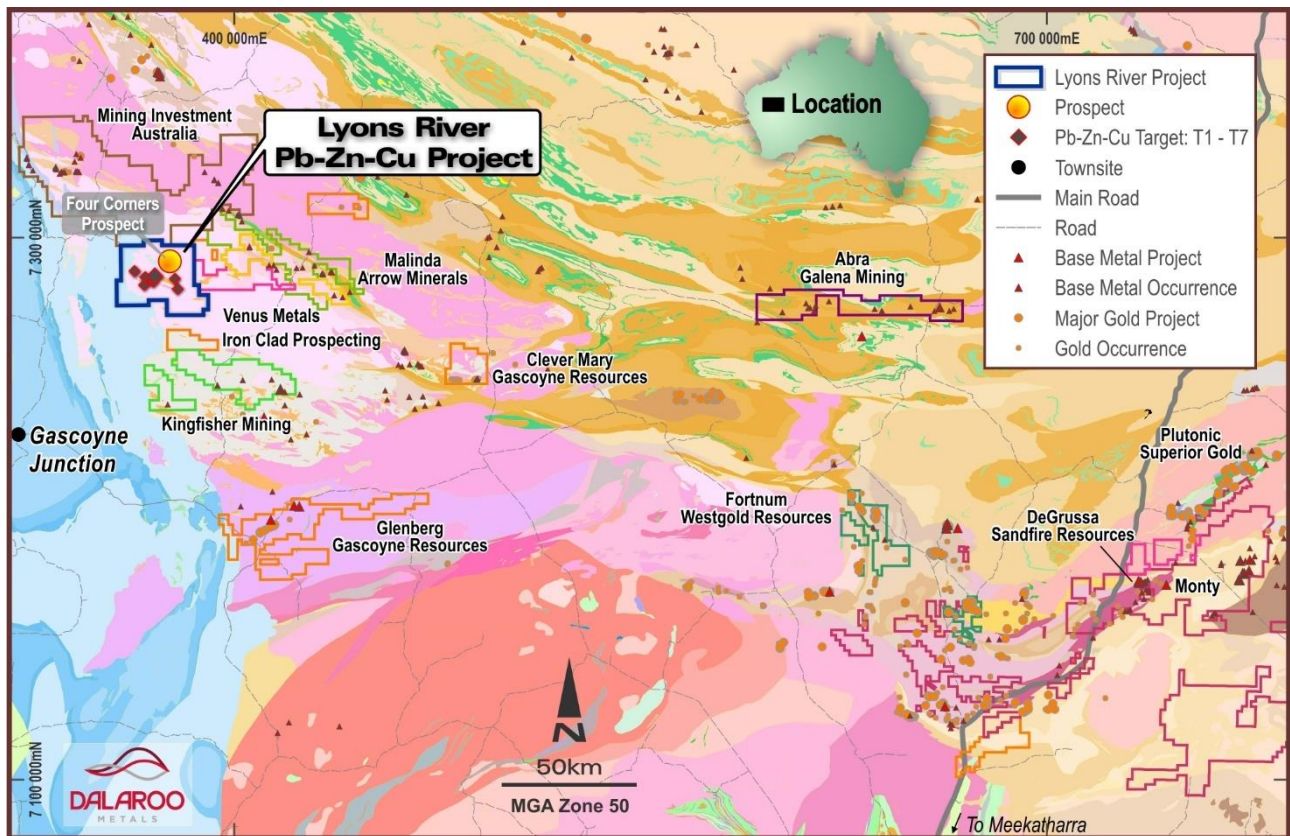 400 000mE
700 000mE
7 300 000mN
7 100 000mN
Mining Investment
Australia
Lyons River
Pb-Zn-Cu Project
Four Corners
Prospect
Location
Lyons River Project
Prospect
Pb-Zn-Cu Target: T1 - T7
Townsite
Main Road
Road
Base Metal Project
Base Metal Occurrence
Major Gold Project
Gold Occurrence
Malinda
Arrow Minerals
Abra
Galena Mining
Venus Metals
Iron Clad Prospecting
Clever Mary
Gascoyne Resources
Kingfisher Mining
Gascoyne
Junction
Plutonic
Superior Gold
Fortnum
Westgold Resources
DeGrussa
Sandfire Resources
Monty
Glenberg
Gascoyne Resources
N
50km
MGA Zone 50
DALAROO
METALS
To Meekatharra